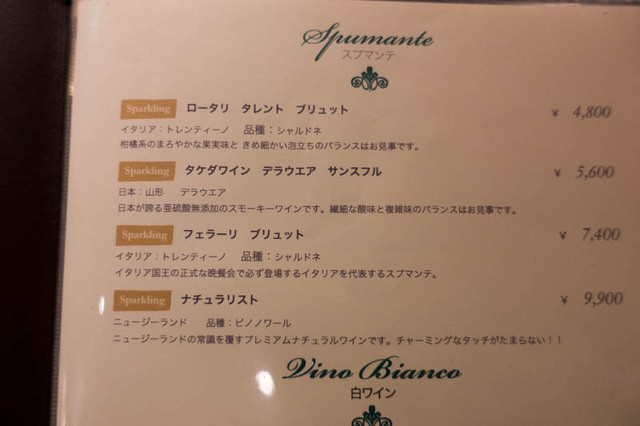 Spumante
スプマンテ
Sparkling ロータリ タレント ブリュット ¥ 4,800
イタリア：トレンティーノ 品種：シャルドネ
柑橘系のまろやかな果実味と きめ細かい泡立ちのバランスはお見事です。
Sparkling タケダワイン デラウエア サンスフル ¥ 5,600
日本：山形 デラウエア
日本が誇る亜硫酸無添加のスモーキーワインです。繊細な酸味と複雑味のバランスはお見事です。
Sparkling フェラーリ ブリュット ¥ 7,400
イタリア：トレンティーノ 品種：シャルドネ
イタリア国王の正式な晩餐会で必ず登場するイタリアを代表するスプマンテ。
Sparkling ナチュラリスト ¥ 9,900
ニュージーランド 品種：ピノノワール
ニュージーランドの常識を覆すプレミアムナチュラルワインです。チャーミングなタッチがたまらない！！
Vino Bianco
白ワイン